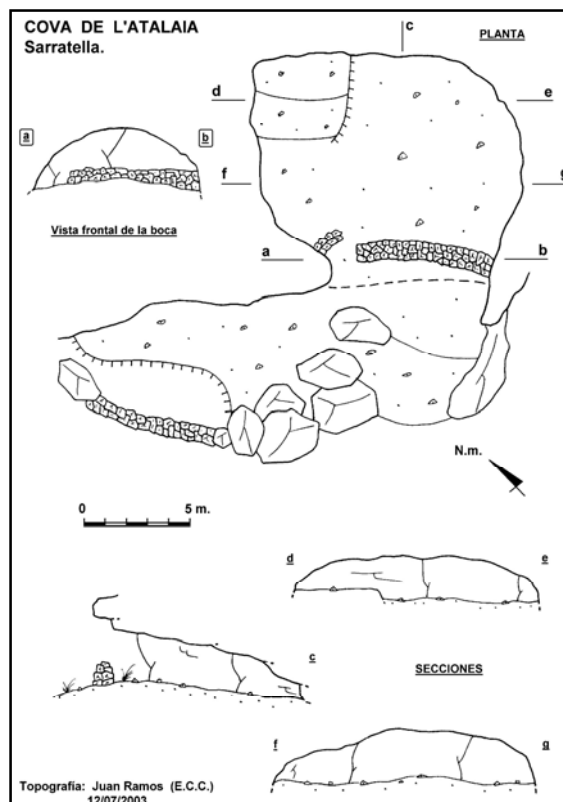 COVA DE L'ATALAIA
Sarratella.
PLANTA
c
d
e
a
b
f
g
Vista frontal de la boca
a
b
N.m.
0 5 m.
d
e
c
SECCIONES
f
g
Topografía: Juan Ramos (E.C.C.)
12/07/2003